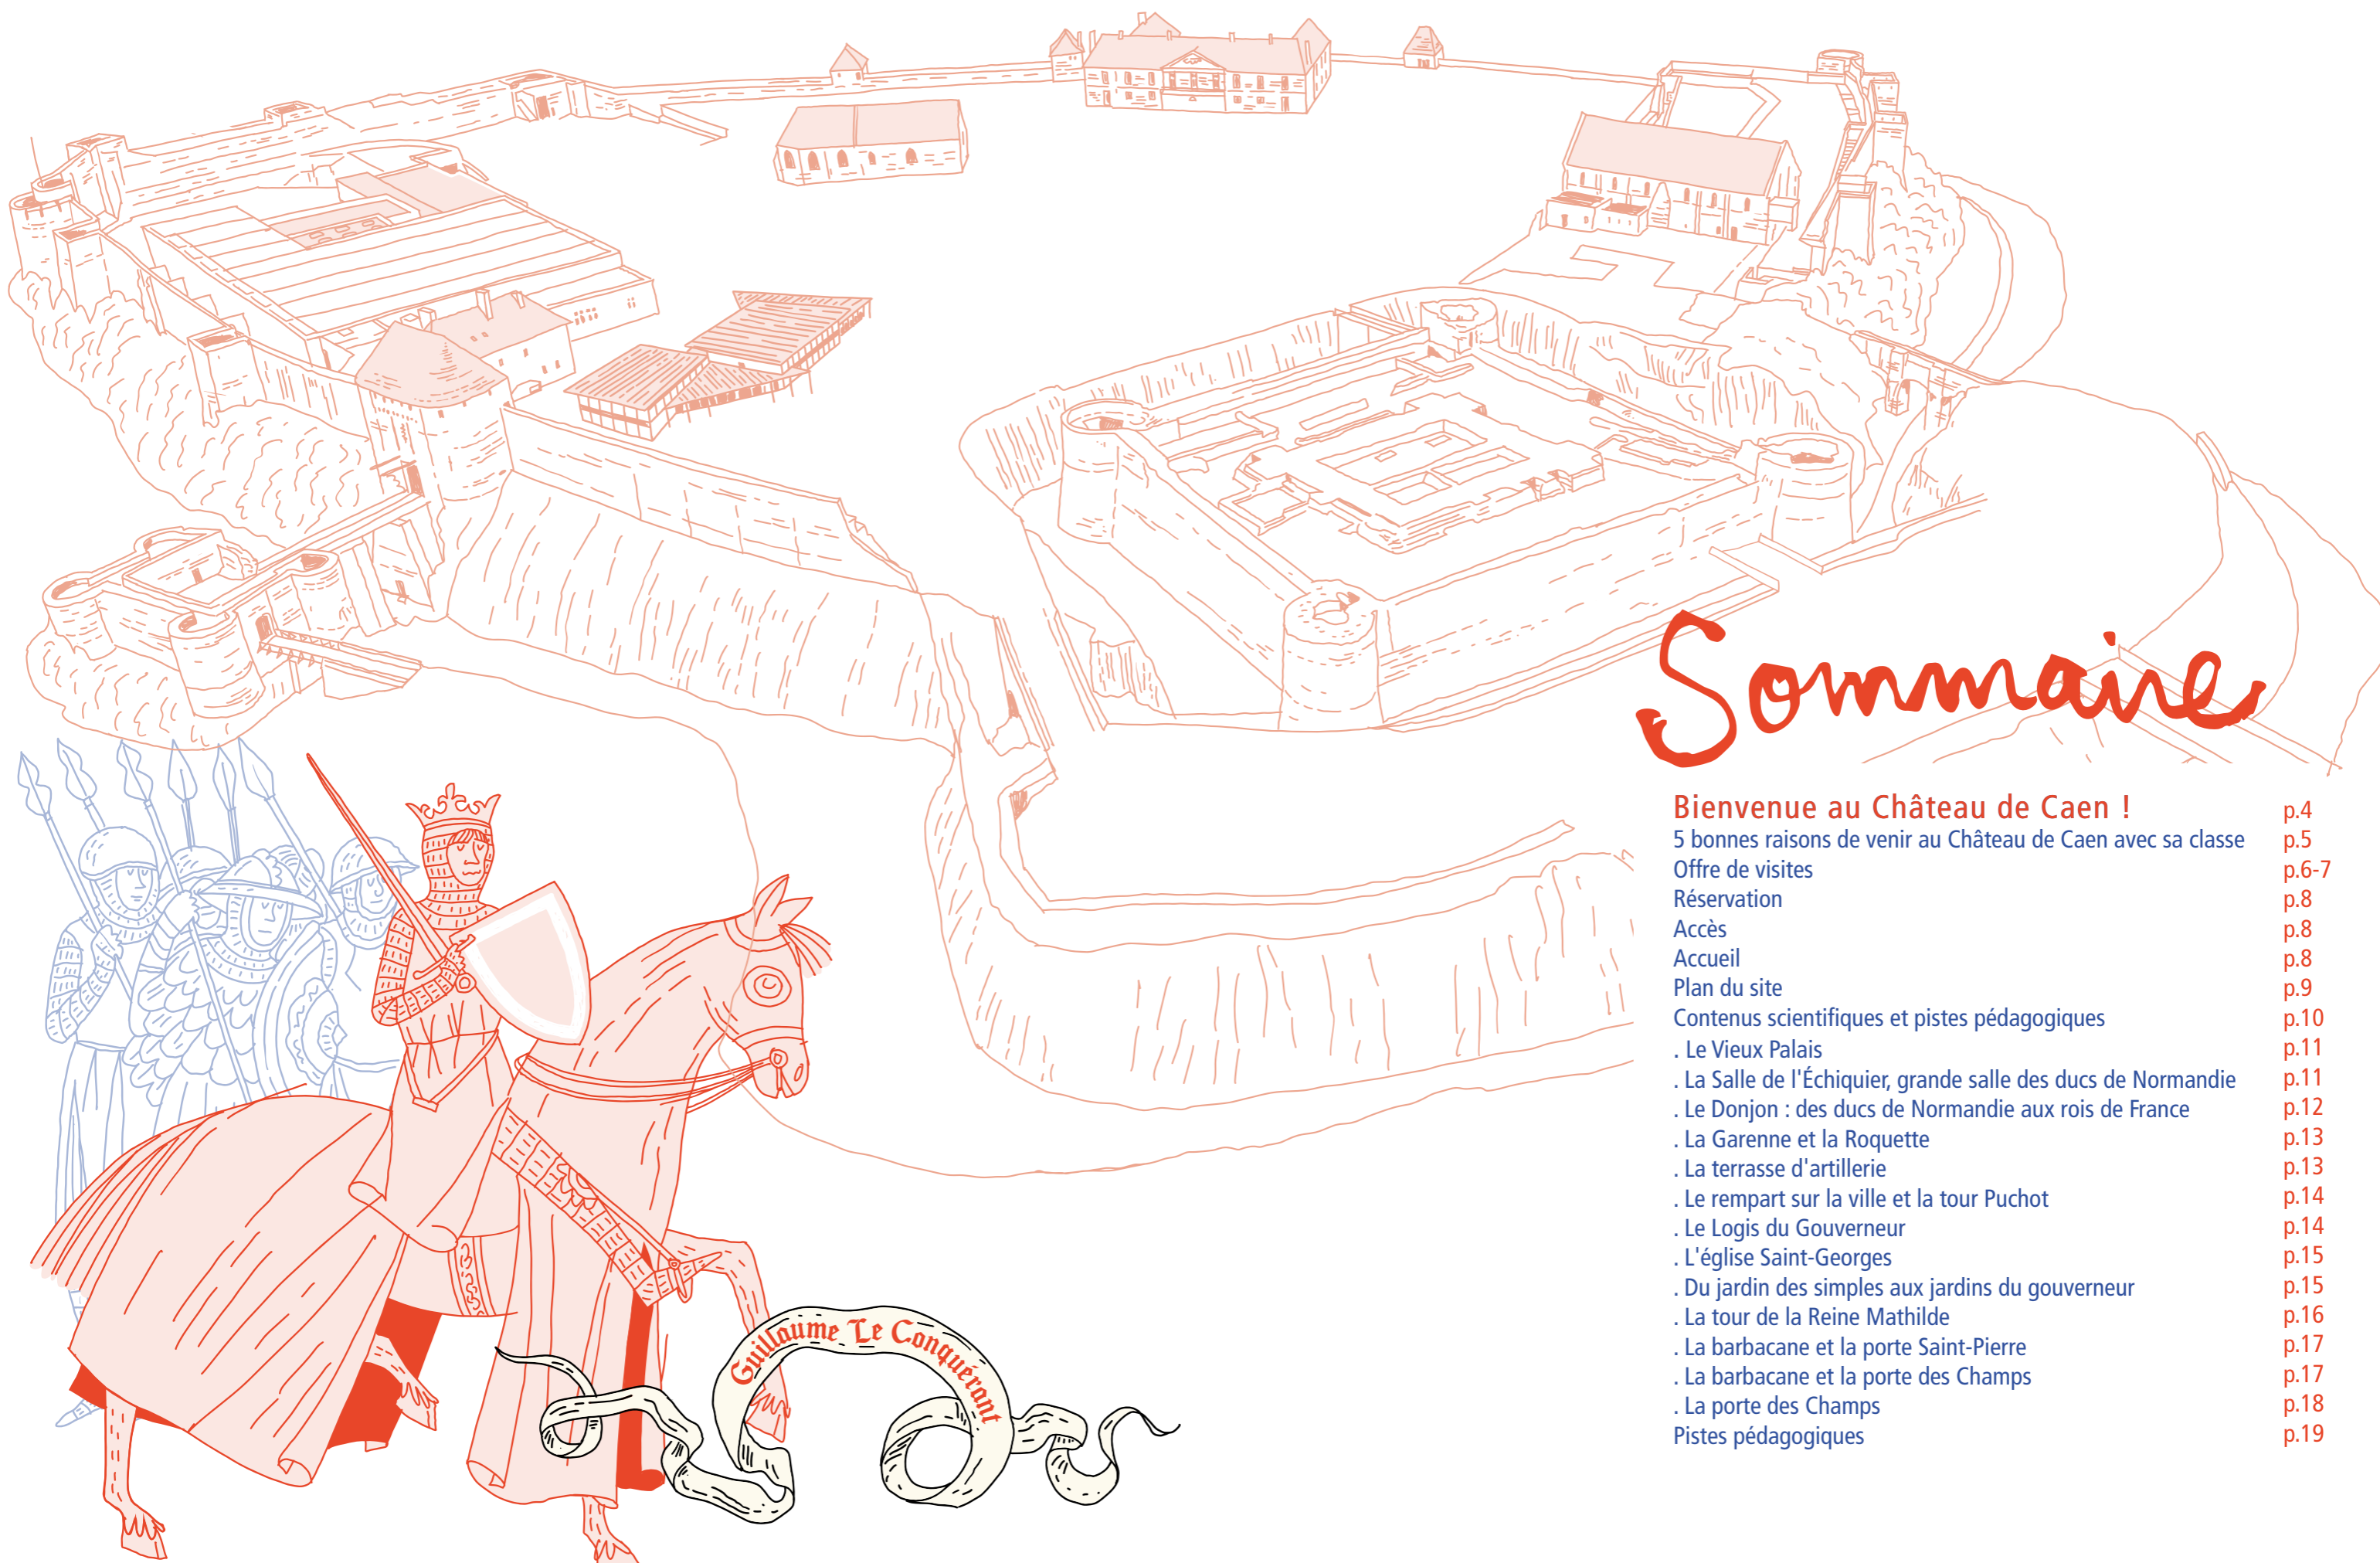 Sommaire
Bienvenue au Château de Caen ! p.4
5 bonnes raisons de venir au Château de Caen avec sa classe p.5
Offre de visites p.6-7
Réservation p.8
Accès p.8
Accueil p.8
Plan du site p.9
Contenus scientifiques et pistes pédagogiques p.10
. Le Vieux Palais p.11
. La Salle de l'Échiquier, grande salle des ducs de Normandie p.11
. Le Donjon : des ducs de Normandie aux rois de France p.12
. La Garenne et la Roquette p.13
. La terrasse d'artillerie p.13
. Le rempart sur la ville et la tour Puchot p.14
. Le Logis du Gouverneur p.14
. L'église Saint-Georges p.15
. Du jardin des simples aux jardins du gouverneur p.15
. La tour de la Reine Mathilde p.16
. La barbacane et la porte Saint-Pierre p.17
. La barbacane et la porte des Champs p.17
. La porte des Champs p.18
Pistes pédagogiques p.19
Guillaume Le Conquérant